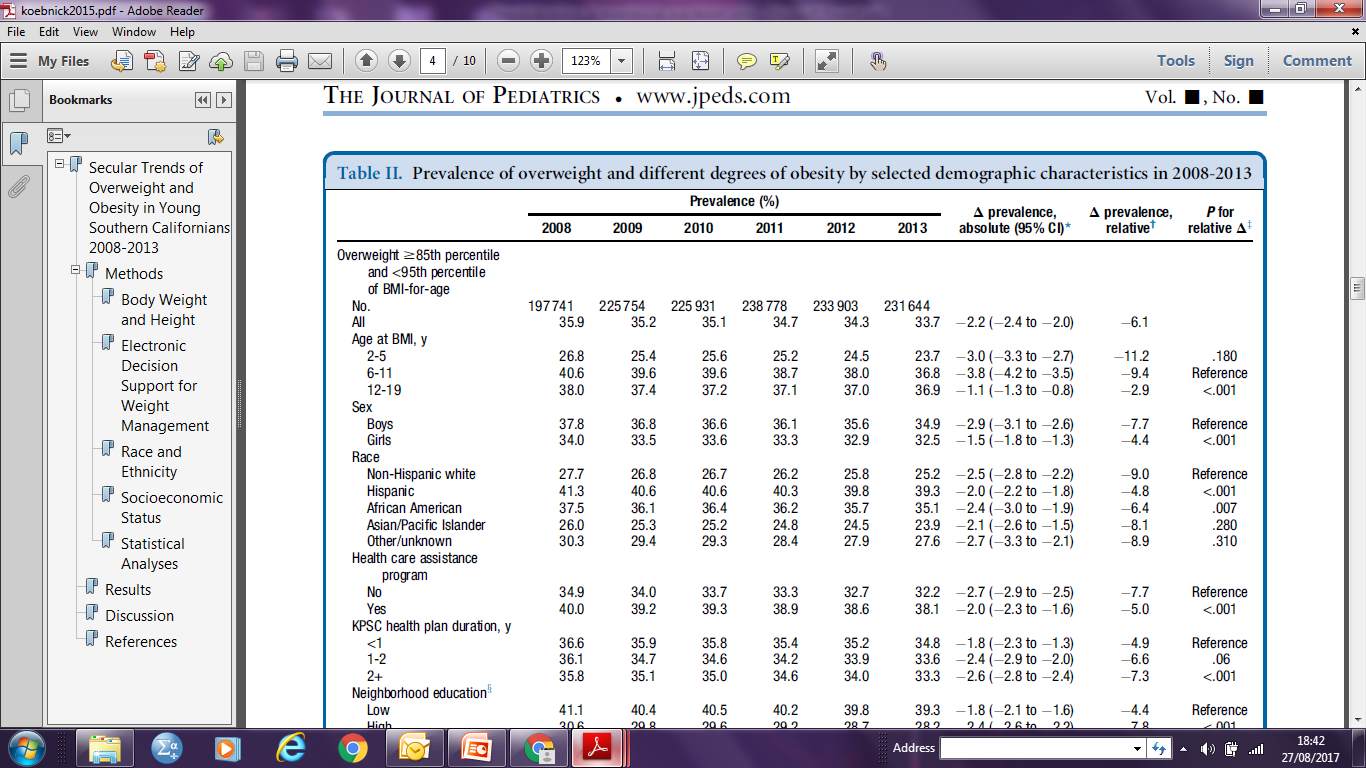 koebnick2015.pdf - Adobe Reader
File Edit View Window Help
My Files 4 / 10 123% Tools Sign Comment
Bookmarks
Secular Trends of
Overweight and
Obesity in Young
Southern Californians
2008-2013
Methods
Body Weight
and Height
Electronic
Decision
Support for
Weight
Management
Race and
Ethnicity
Socioeconomic
Status
Statistical
Analyses
Results
Discussion
References
THE JOURNAL OF PEDIATRICS • www.jpeds.com Vol. ■, No. ■
Table II. Prevalence of overweight and different degrees of obesity by selected demographic characteristics in 2008-2013
Prevalence (%)
Δ prevalence, Δ prevalence, P for
2008 2009 2010 2011 2012 2013 absolute (95% CI)* relative† relative Δ‡
Overweight ≥85th percentile
and <95th percentile
of BMI-for-age
No. 197 741 225 754 225 931 238 778 233 903 231 644
All 35.9 35.2 35.1 34.7 34.3 33.7 −2.2 (−2.4 to −2.0) −6.1
Age at BMI, y
2-5 26.8 25.4 25.6 25.2 24.5 23.7 −3.0 (−3.3 to −2.7) −11.2 .180
6-11 40.6 39.6 39.6 38.7 38.0 36.8 −3.8 (−4.2 to −3.5) −9.4 Reference
12-19 38.0 37.4 37.2 37.1 37.0 36.9 −1.1 (−1.3 to −0.8) −2.9 <.001
Sex
Boys 37.8 36.8 36.6 36.1 35.6 34.9 −2.9 (−3.1 to −2.6) −7.7 Reference
Girls 34.0 33.5 33.6 33.3 32.9 32.5 −1.5 (−1.8 to −1.3) −4.4 <.001
Race
Non-Hispanic white 27.7 26.8 26.7 26.2 25.8 25.2 −2.5 (−2.8 to −2.2) −9.0 Reference
Hispanic 41.3 40.6 40.6 40.3 39.8 39.3 −2.0 (−2.2 to −1.8) −4.8 <.001
African American 37.5 36.1 36.4 36.2 35.7 35.1 −2.4 (−3.0 to −1.9) −6.4 .007
Asian/Pacific Islander 26.0 25.3 25.2 24.8 24.5 23.9 −2.1 (−2.6 to −1.5) −8.1 .280
Other/unknown 30.3 29.4 29.3 28.4 27.9 27.6 −2.7 (−3.3 to −2.1) −8.9 .310
Health care assistance
program
No 34.9 34.0 33.7 33.3 32.7 32.2 −2.7 (−2.9 to −2.5) −7.7 Reference
Yes 40.0 39.2 39.3 38.9 38.6 38.1 −2.0 (−2.3 to −1.6) −5.0 <.001
KPSC health plan duration, y
<1 36.6 35.9 35.8 35.4 35.2 34.8 −1.8 (−2.3 to −1.3) −4.9 Reference
1-2 36.1 34.7 34.6 34.2 33.9 33.6 −2.4 (−2.9 to −2.0) −6.6 .06
2+ 35.8 35.1 35.0 34.6 34.0 33.3 −2.6 (−2.8 to −2.4) −7.3 <.001
Neighborhood education§
Low 41.1 40.4 40.5 40.2 39.8 39.3 −1.8 (−2.1 to −1.6) −4.4 Reference
High 30.6 29.8 29.6 29.2 28.7 28.2 −2.4 (−2.6 to −2.2) −7.8 <.001
Address
18:42
27/08/2017